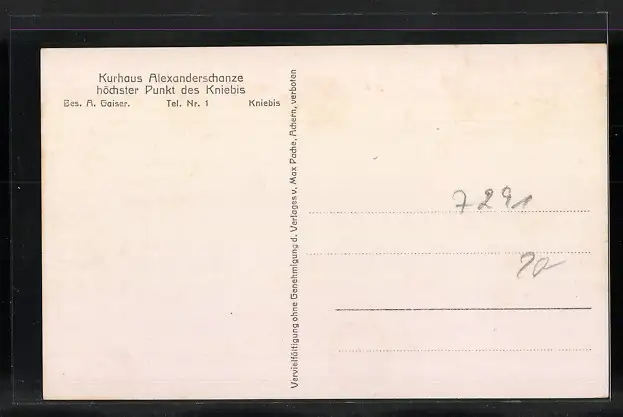 Kurhaus Alexanderschanze
höchster Punkt des Kniebis
Bes. A. Gaiser. Tel. Nr. 1 Kniebis
Vervielfältigung ohne Genehmigung d. Verlages v. Max Pache, Achern, verboten
7291
20